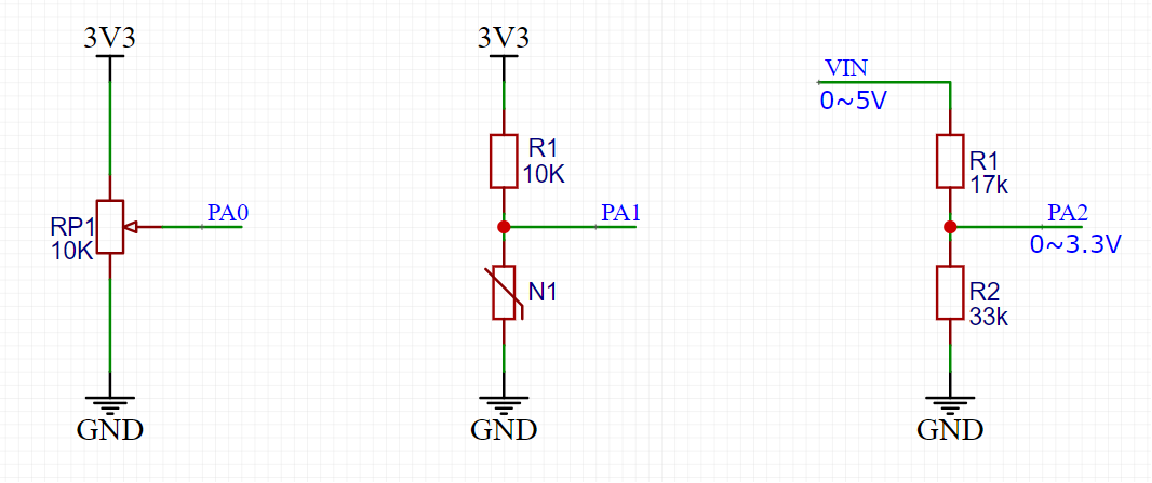 3V3
RP1
10K
PA0
GND
3V3
R1
10K
PA1
N1
GND
VIN
0~5V
R1
17k
PA2
0~3.3V
R2
33k
GND